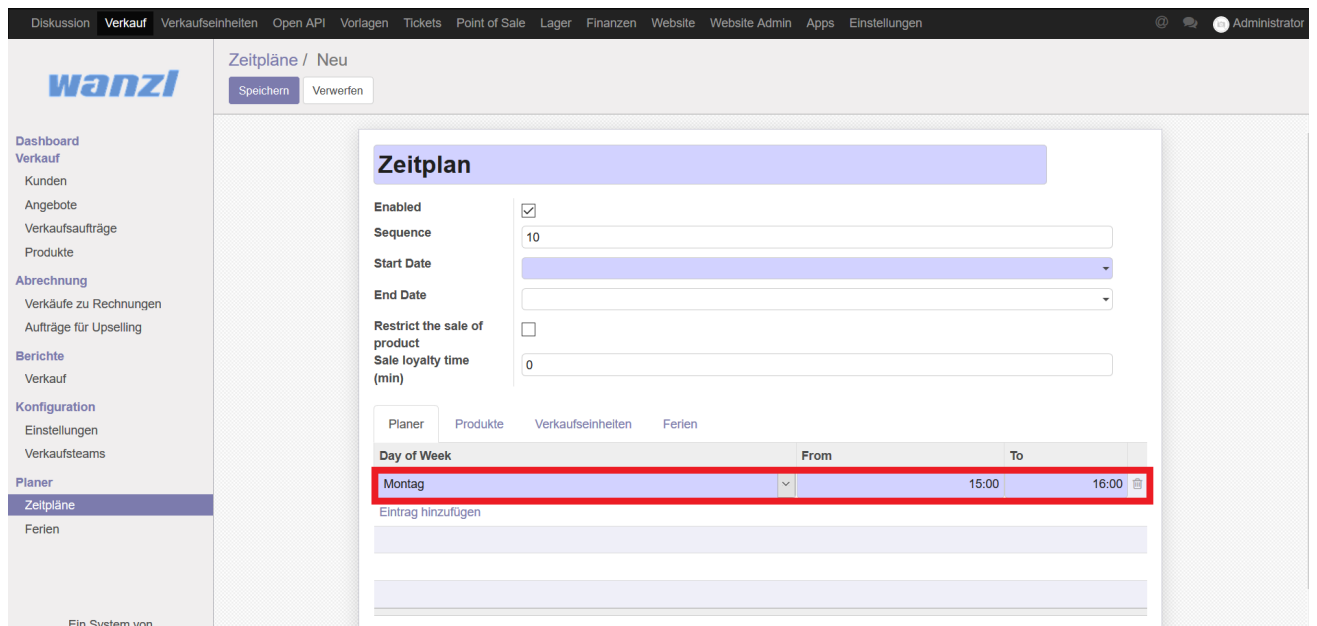 Diskussion Verkauf Verkaufseinheiten Open API Vorlagen Tickets Point of Sale Lager Finanzen Website Website Admin Apps Einstellungen @ Administrator
wanzl
Zeitpläne / Neu
Speichern Verwerfen
Dashboard
Verkauf
Kunden
Angebote
Verkaufsaufträge
Produkte
Abrechnung
Verkäufe zu Rechnungen
Aufträge für Upselling
Berichte
Verkauf
Konfiguration
Einstellungen
Verkaufsteams
Planer
Zeitpläne
Ferien
Ein System von
Zeitplan
Enabled
Sequence 10
Start Date
End Date
Restrict the sale of
product
Sale loyalty time
(min) 0
Planer Produkte Verkaufseinheiten Ferien
Day of Week From To
Montag 15:00 16:00
Eintrag hinzufügen